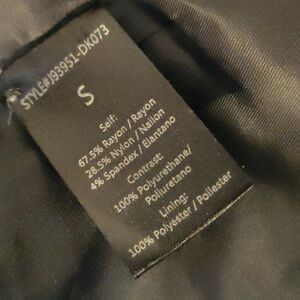 STYLE#J93951-DK073
S
Self:
67.5% Rayon / Rayon
28.5% Nylon / Nailon
4% Spandex / Elastano
Contrast:
100% Polyurethane/
Poliuretano
Lining:
100% Polyester / Poliester